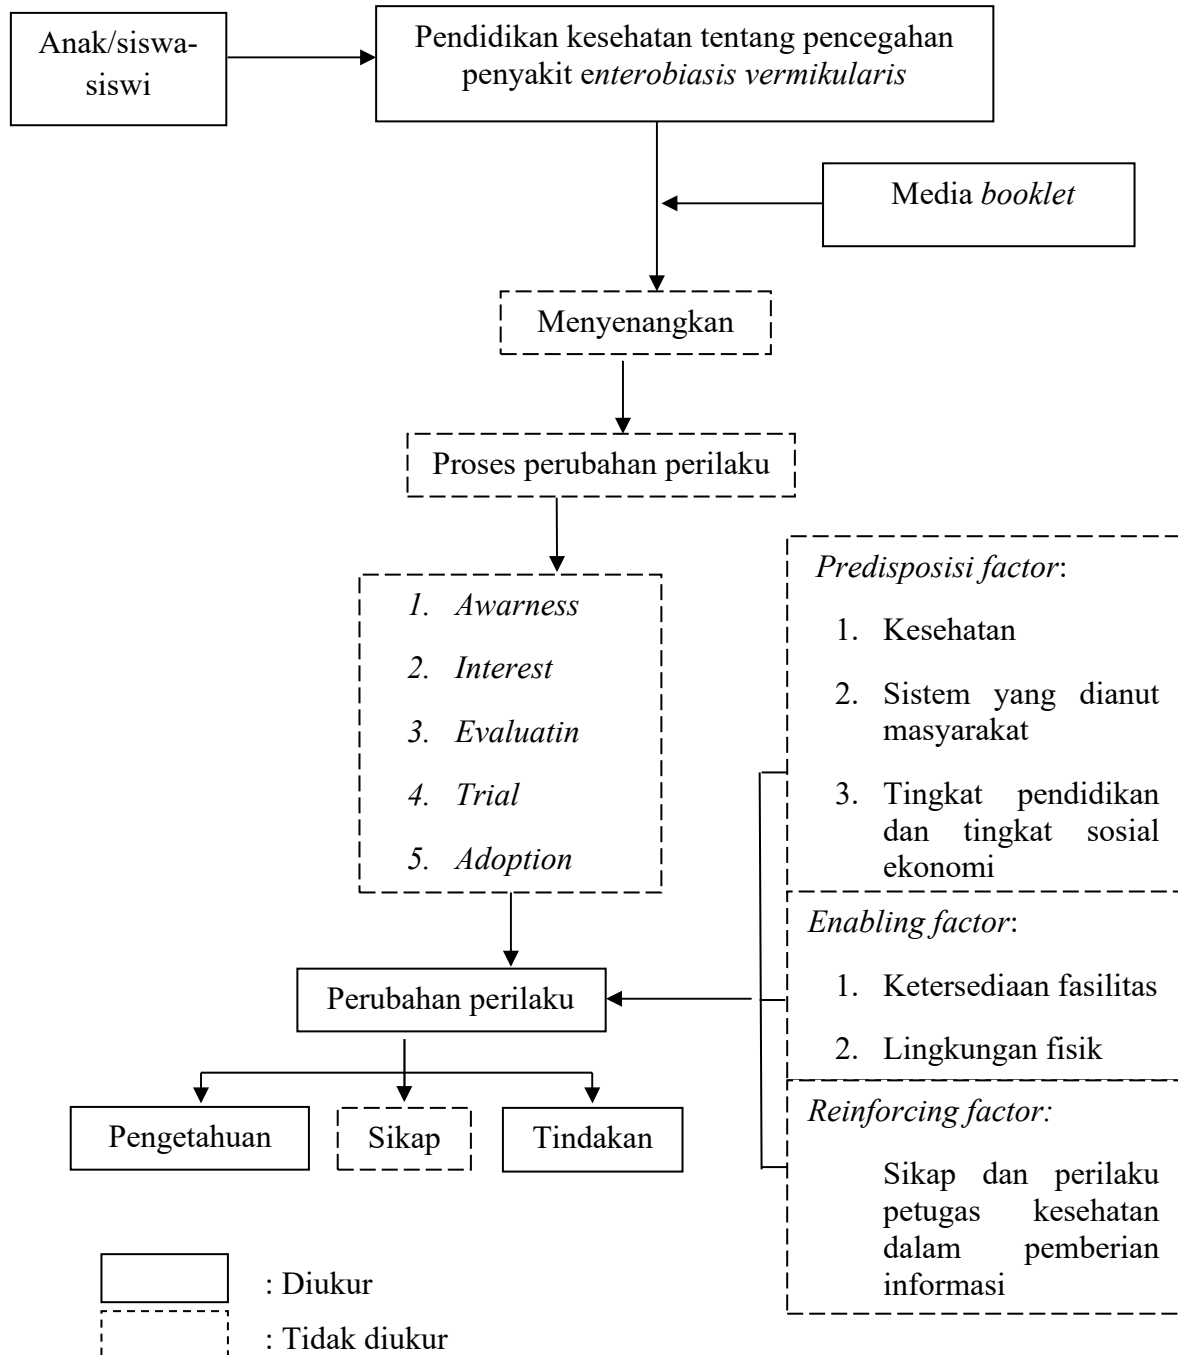 Anak/siswa-
siswi
Pendidikan kesehatan tentang pencegahan
penyakit enterobiasis vermikularis
Media booklet
Menyenangkan
Proses perubahan perilaku
1. Awarness
2. Interest
3. Evaluatin
4. Trial
5. Adoption
Predisposisi factor:
1. Kesehatan
2. Sistem yang dianut
masyarakat
3. Tingkat pendidikan
dan tingkat sosial
ekonomi
Enabling factor:
1. Ketersediaan fasilitas
2. Lingkungan fisik
Reinforcing factor:
Sikap dan perilaku
petugas kesehatan
dalam pemberian
informasi
Perubahan perilaku
Pengetahuan
Sikap
Tindakan
: Diukur
: Tidak diukur